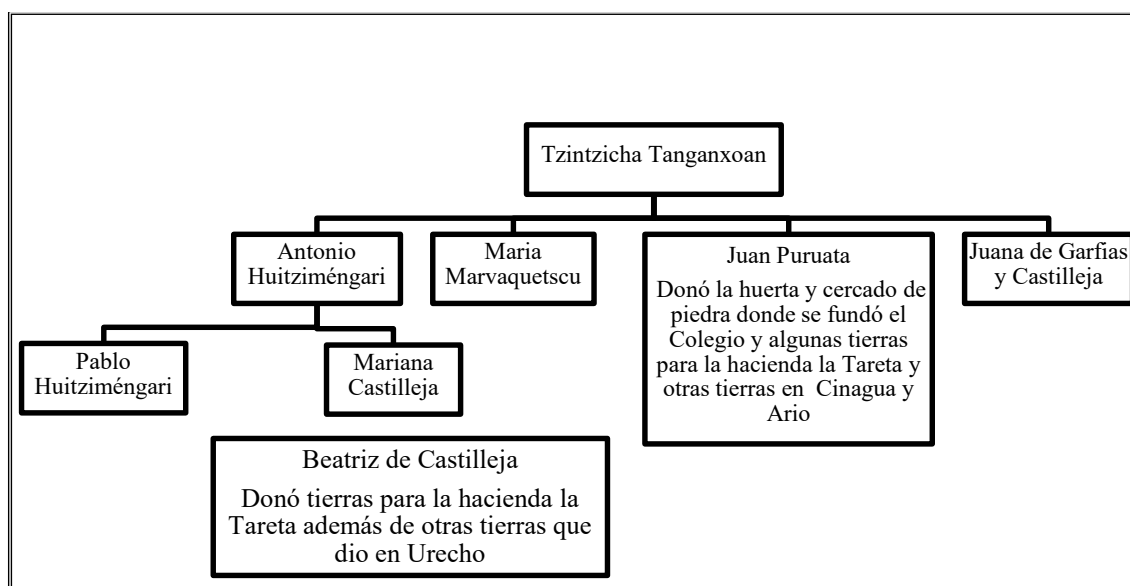 Tzintzicha Tanganxoan
Antonio
Huitziméngari
Maria
Marvaquetscu
Juan Puruata
Donó la huerta y cercado de
piedra donde se fundó el
Colegio y algunas tierras
para la hacienda la Tareta y
otras tierras en Cinagua y
Ario
Juana de Garfias
y Castilleja
Pablo
Huitziméngari
Mariana
Castilleja
Beatriz de Castilleja
Donó tierras para la hacienda la
Tareta además de otras tierras que
dio en Urecho